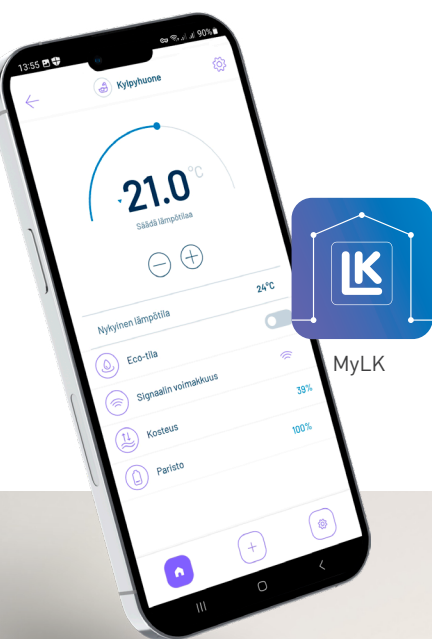 13:55 90%
Kylpyhuone
21.0°C
Säädä lämpötilaa
Nykyinen lämpötila 24°C
Eco-tila
Signaalin voimakkuus
Kosteus 39%
Paristo 100%
LK
MyLK